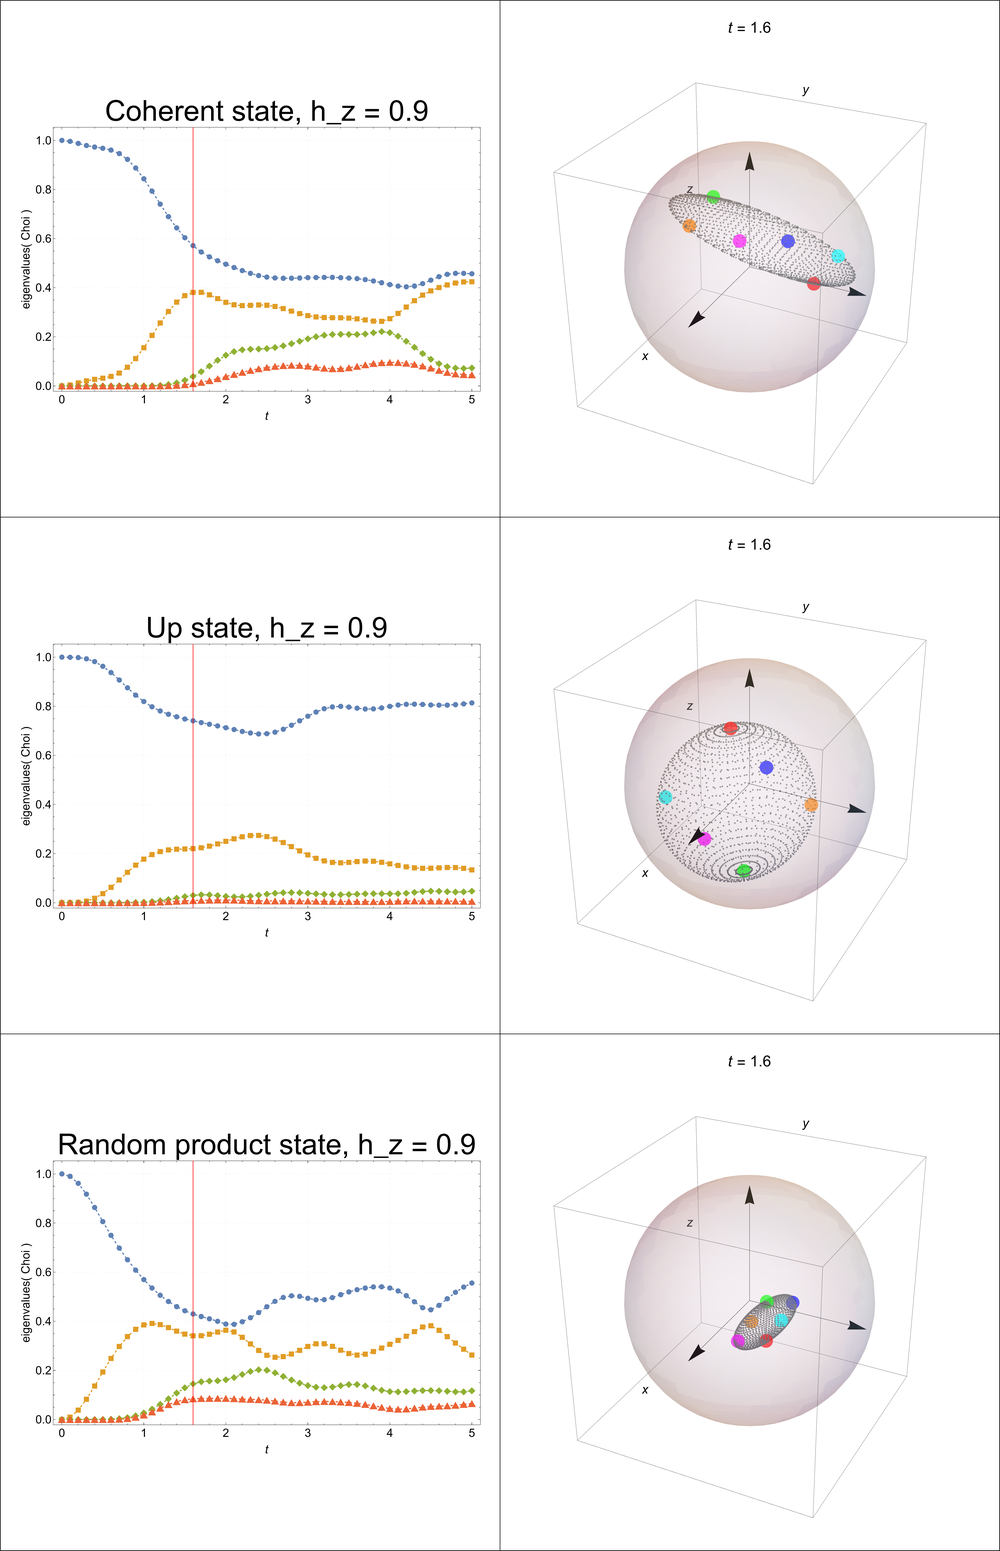 t = 1.6
Coherent state, h_z = 0.9
eigenvalues( Choi )
1.0
0.8
0.6
0.4
0.2
0.0
0 1 2 3 4 5
t
y
z
x
t = 1.6
Up state, h_z = 0.9
eigenvalues( Choi )
1.0
0.8
0.6
0.4
0.2
0.0
0 1 2 3 4 5
t
y
z
x
t = 1.6
Random product state, h_z = 0.9
eigenvalues( Choi )
1.0
0.8
0.6
0.4
0.2
0.0
0 1 2 3 4 5
t
y
z
x